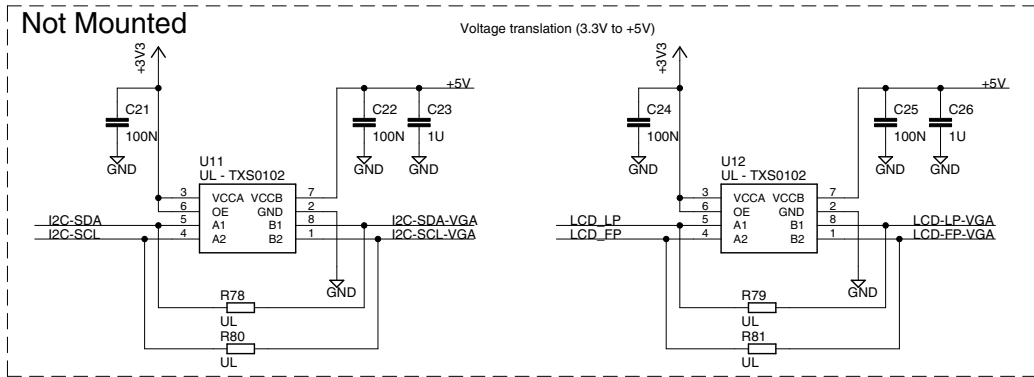 Not Mounted
Voltage translation (3.3V to +5V)
+3V3
+5V
C21
100N
GND
C22
100N
GND
C23
1U
U11
UL - TXS0102
3 VCCA VCCB 7
6 OE GND 2
I2C-SDA 5 A1 B1 8 I2C-SDA-VGA
I2C-SCL 4 A2 B2 1 I2C-SCL-VGA
GND
R78
UL
R80
UL
+3V3
+5V
C24
100N
GND
C25
100N
GND
C26
1U
U12
UL - TXS0102
3 VCCA VCCB 7
6 OE GND 2
LCD_LP 5 A1 B1 8 LCD-LP-VGA
LCD_FP 4 A2 B2 1 LCD-FP-VGA
GND
R79
UL
R81
UL